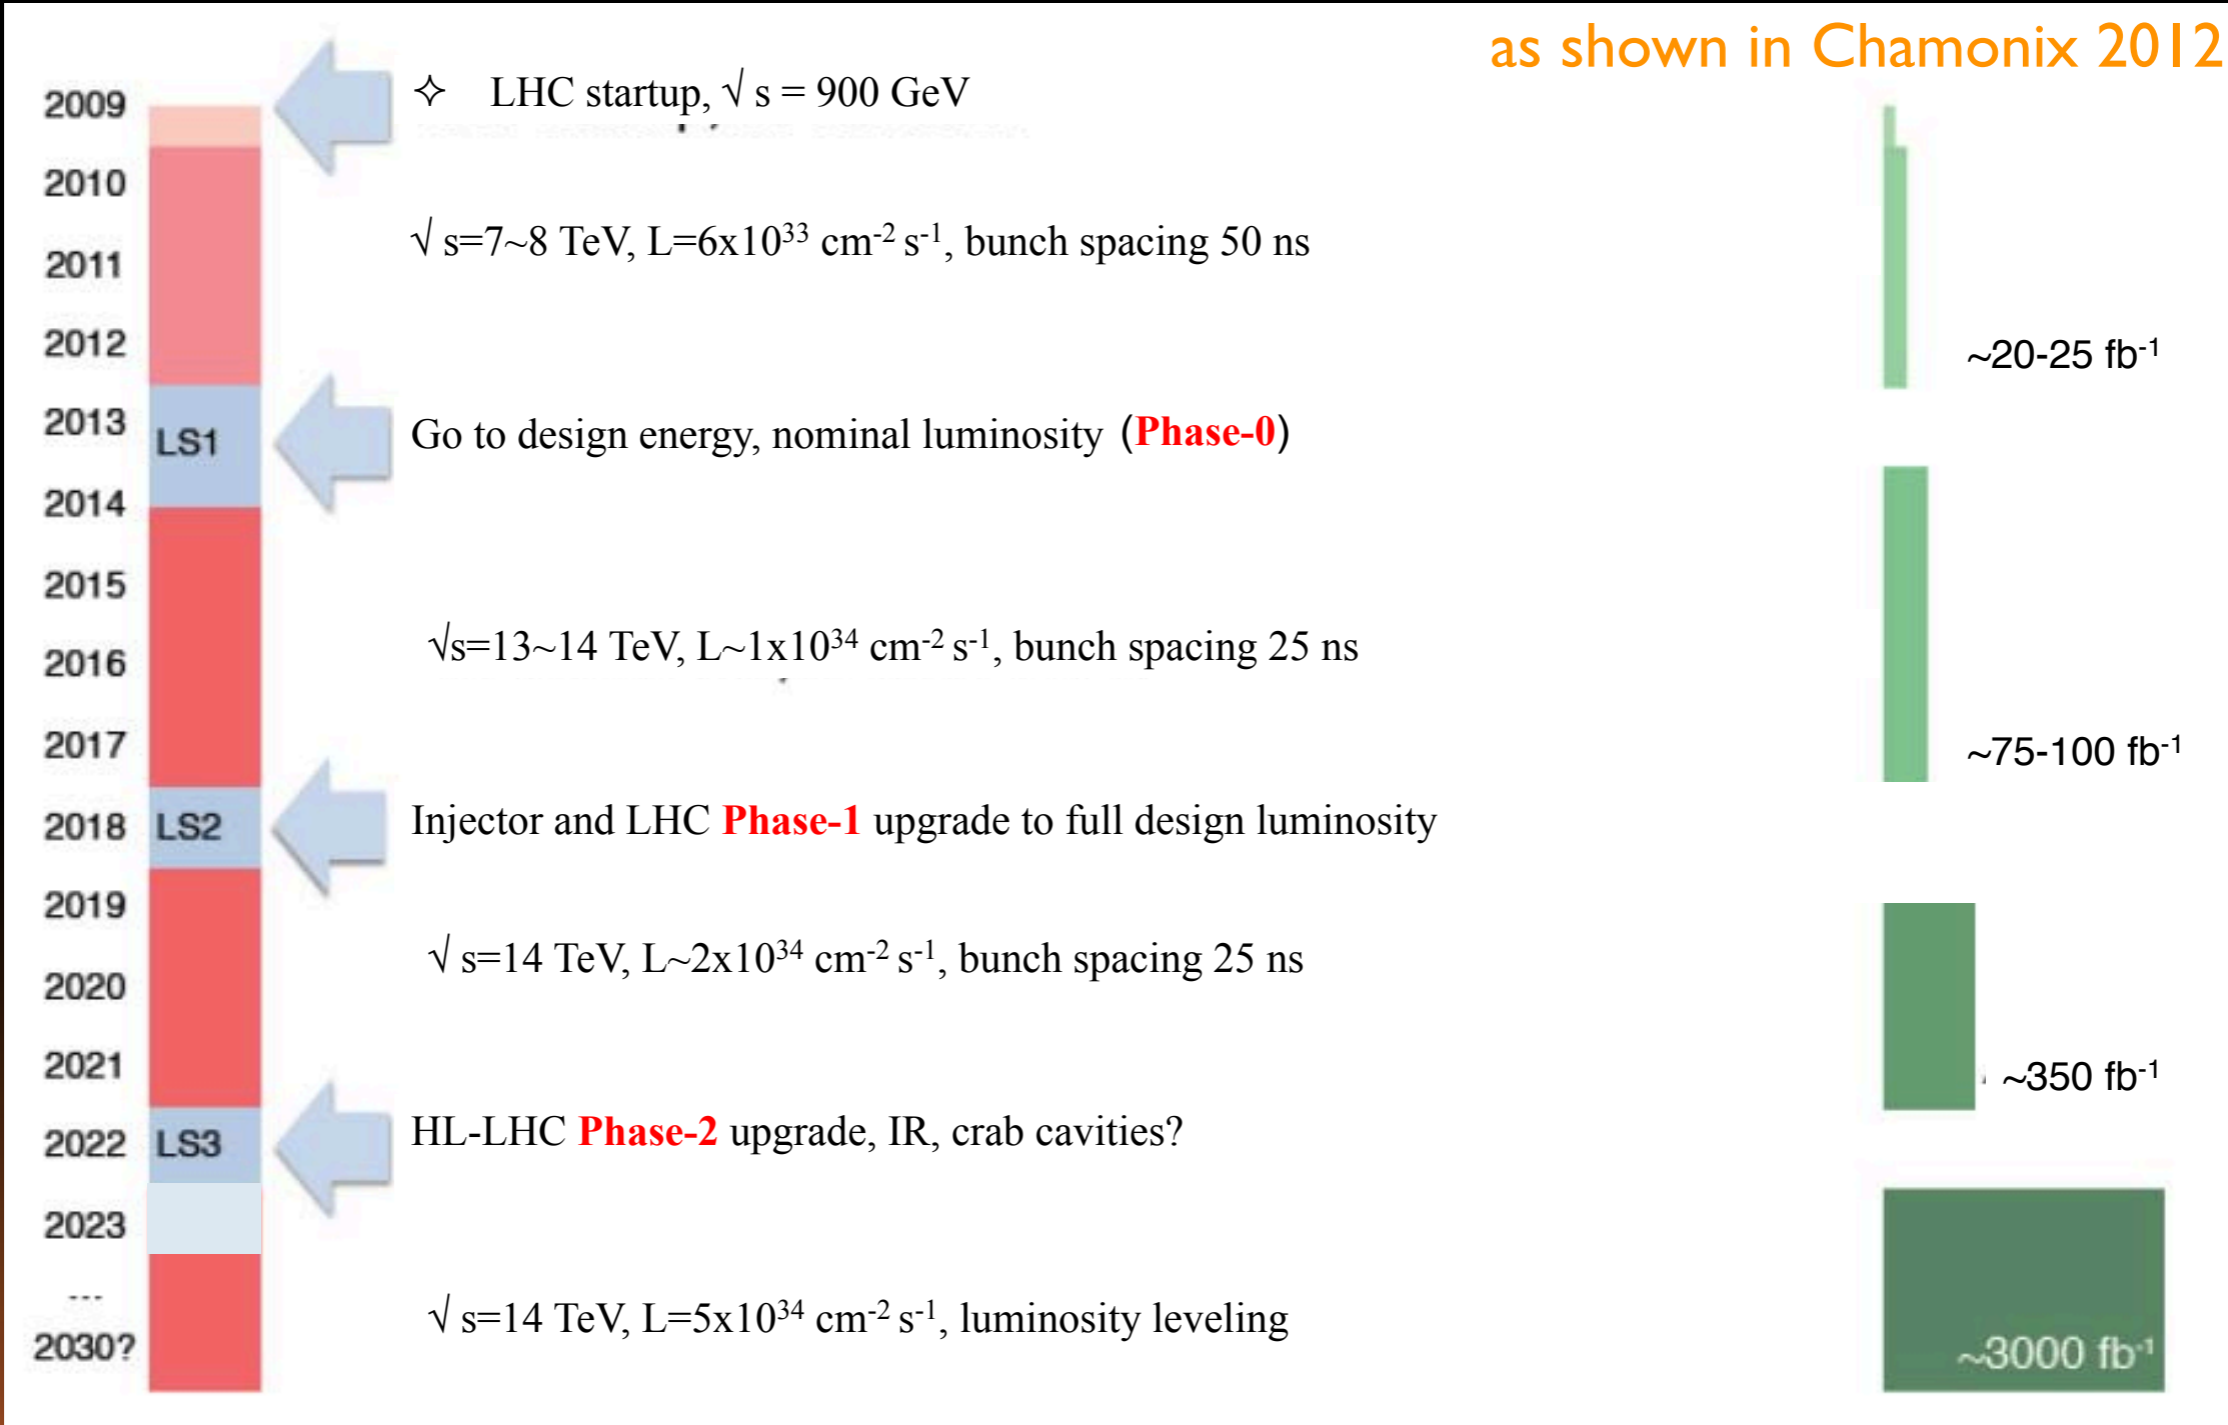 as shown in Chamonix 2012
2009
✧ LHC startup, √ s = 900 GeV
2010
√ s=7~8 TeV, L=6x10³³ cm⁻² s⁻¹, bunch spacing 50 ns
2011
2012
~20-25 fb⁻¹
2013
LS1
Go to design energy, nominal luminosity (Phase-0)
2014
2015
√s=13~14 TeV, L~1x10³⁴ cm⁻² s⁻¹, bunch spacing 25 ns
2016
2017
~75-100 fb⁻¹
2018
LS2
Injector and LHC Phase-1 upgrade to full design luminosity
2019
√ s=14 TeV, L~2x10³⁴ cm⁻² s⁻¹, bunch spacing 25 ns
2020
2021
~350 fb⁻¹
2022
LS3
HL-LHC Phase-2 upgrade, IR, crab cavities?
2023
...
√ s=14 TeV, L=5x10³⁴ cm⁻² s⁻¹, luminosity leveling
2030?
~3000 fb⁻¹